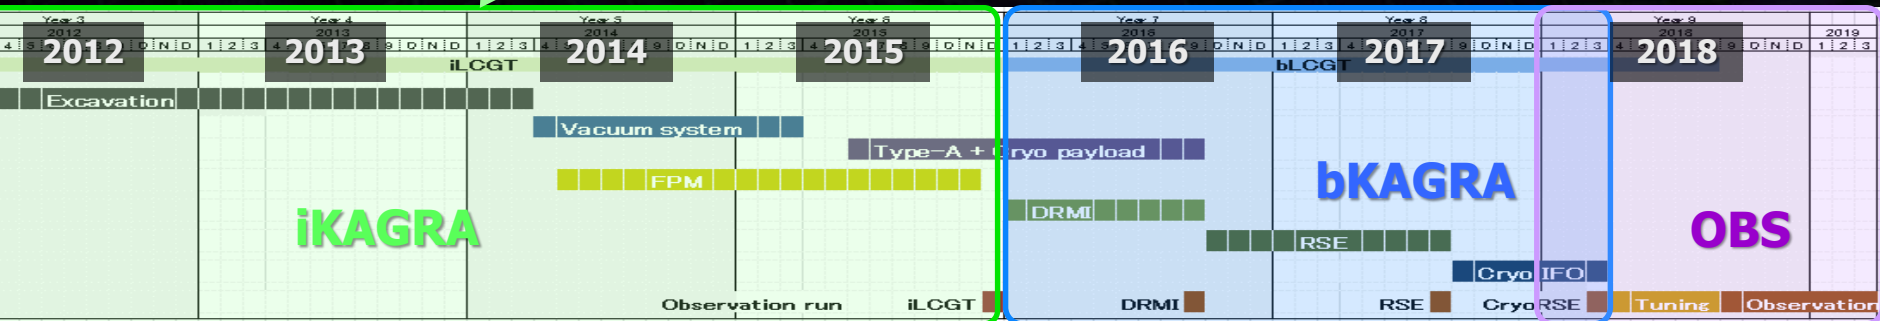 Year 3 Year 4 Year 5 Year 6 Year 7 Year 8 Year 9
2012 2013 2014 2015 2016 2017 2018 2019
2012 2013 2014 2015 2016 2017 2018
iLCGT bLCGT
Excavation
Vacuum system
Type-A + Cryo payload
FPM
bKAGRA
DRMI
iKAGRA
OBS
RSE
Cryo IFO
Observation run iLCGT DRMI RSE CryoRSE Tuning Observation